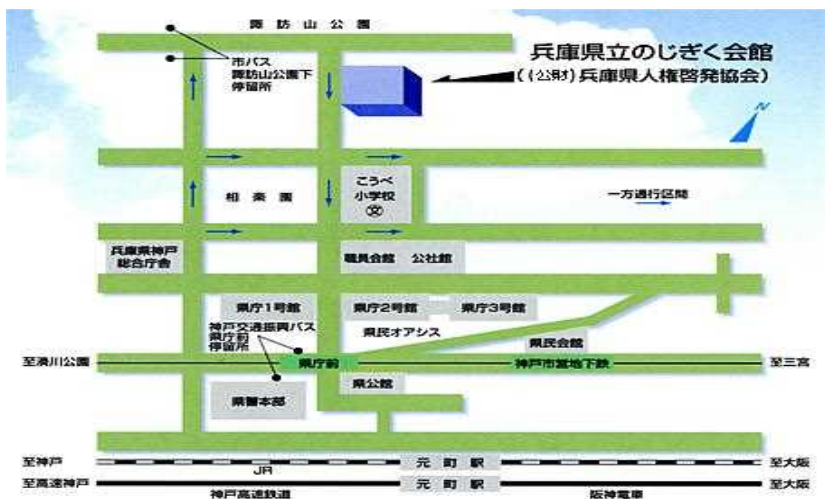 諏訪山公園
兵庫県立のじぎく会館
((公財)兵庫県人権啓発協会)
市バス
諏訪山公園下
停留所
N
こうべ
小学校
文
相楽園
一方通行区間
兵庫県神戸
総合庁舎
職員会館 公社館
県庁1号館
県庁2号館
県庁3号館
神戸交通振興バス
県庁前
停留所
県民オアシス
県民会館
至湊川公園
県庁前
神戸市営地下鉄
至三宮
県公館
県警本部
至神戸
JR
元町駅
至大阪
至高速神戸
神戸高速鉄道
元町駅
阪神電車
至大阪